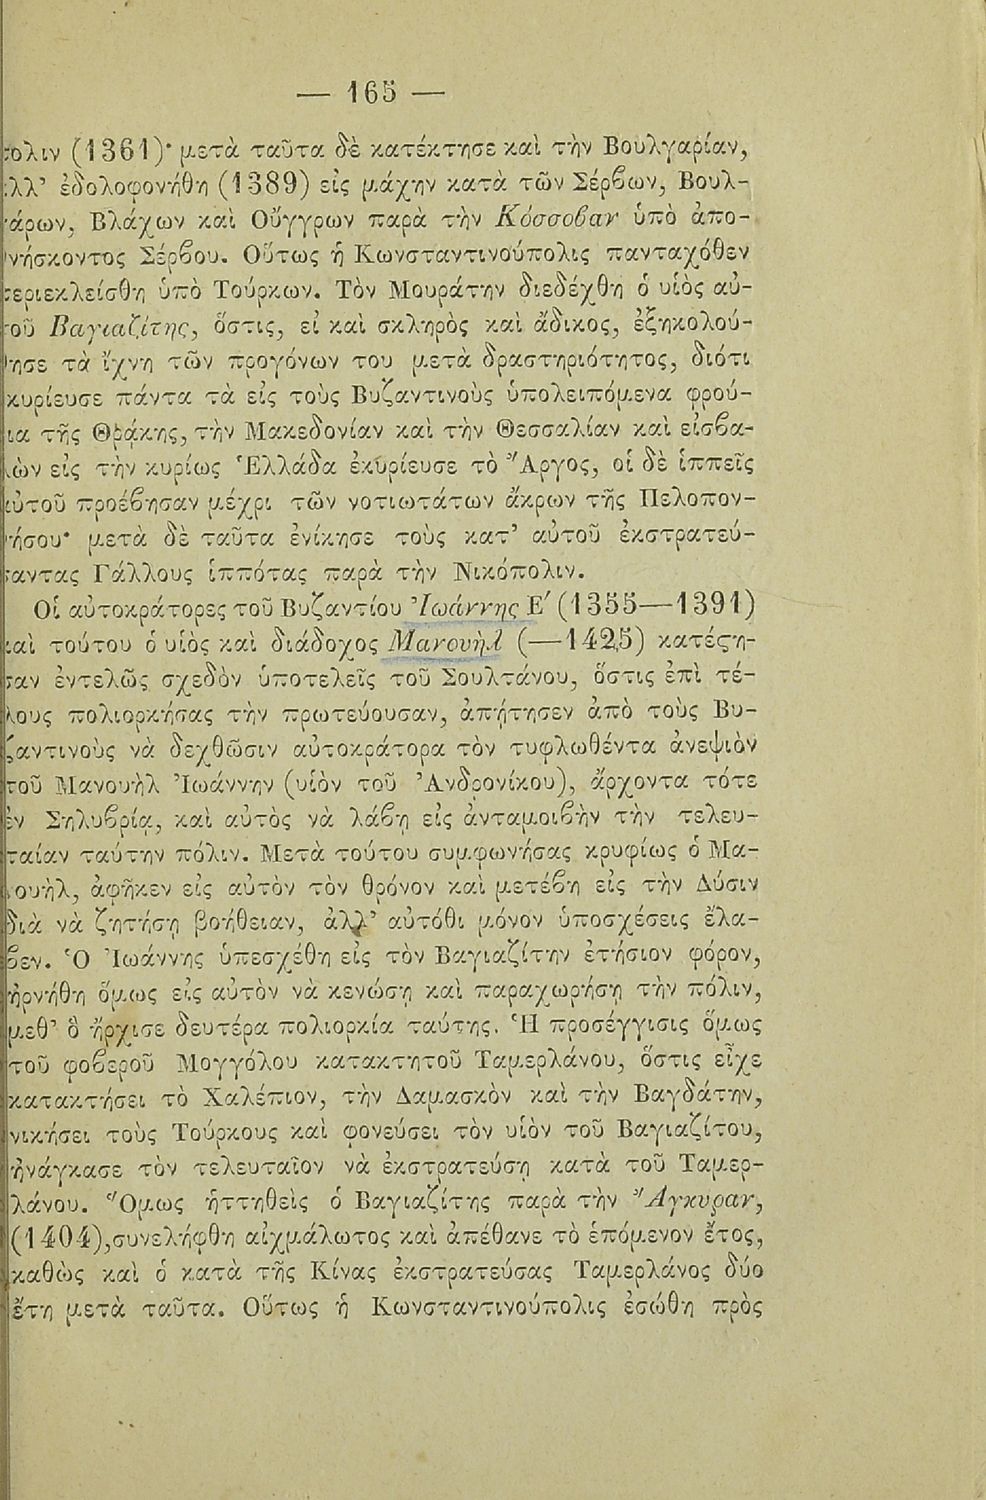 — 165 —
πολιν (1361)· μετὰ ταῦτα δὲ κατέκτησε καὶ τὴν Βουλγαρίαν,
ἀλλ' ἐδολοφονήθη (1389) εἰς μάχην κατὰ τῶν Σέρβων, Βουλ-
γάρων, Βλάχων καὶ Οὔγγρων παρὰ τὴν Κόσσοβαν ὑπὸ ἀπο-
θνήσκοντος Σέρβου. Οὕτως ἡ Κωνσταντινούπολις πανταχόθεν
περιεκλείσθη ὑπὸ Τούρκων. Τὸν Μουράτην διεδέχθη ὁ υἱὸς αὐ-
τοῦ Βαγιαζίτης, ὅστις, εἰ καὶ σκληρὸς καὶ ἄδικος, ἐξηκολού-
θησε τὰ ἴχνη τῶν προγόνων του μετὰ δραστηριότητος, διότι
κυρίευσε πάντα τὰ εἰς τοὺς Βυζαντινοὺς ὑπολειπόμενα φρού-
ια τῆς Θράκης, τὴν Μακεδονίαν καὶ τὴν Θεσσαλίαν καὶ εἰσβα-
λὼν εἰς τὴν κυρίως Ἑλλάδα ἐκυρίευσε τὸ Ἄργος, οἱ δὲ ἱππεῖς
αὐτοῦ προέβησαν μέχρι τῶν νοτιωτάτων ἄκρων τῆς Πελοπον-
νήσου· μετὰ δὲ ταῦτα ἐνίκησε τοὺς κατ' αὐτοῦ ἐκστρατεύ-
σαντας Γάλλους ἱππότας παρὰ τὴν Νικόπολιν.
Οἱ αὐτοκράτορες τοῦ Βυζαντίου Ἰωάννης Ε΄ (1355—1391)
καὶ τούτου ὁ υἱὸς καὶ διάδοχος Μανουὴλ (—1425) κατέστη-
σαν ἐντελῶς σχεδὸν ὑποτελεῖς τοῦ Σουλτάνου, ὅστις ἐπὶ τέ-
λους πολιορκήσας τὴν πρωτεύουσαν, ἀπῄτησεν ἀπὸ τοὺς Βυ-
ζαντινοὺς νὰ δεχθῶσιν αὐτοκράτορα τὸν τυφλωθέντα ἀνεψιὸν
τοῦ Μανουὴλ Ἰωάννην (υἱὸν τοῦ Ἀνδρονίκου), ἄρχοντα τότε
ἐν Σηλυβρίᾳ, καὶ αὐτὸς νὰ λάβῃ εἰς ἀνταμοιβὴν τὴν τελευ-
ταίαν ταύτην πόλιν. Μετὰ τούτου συμφωνήσας κρυφίως ὁ Μα-
νουὴλ, ἀφῆκεν εἰς αὐτὸν τὸν θρόνον καὶ μετέβη εἰς τὴν Δύσιν
διὰ νὰ ζητήσῃ βοήθειαν, ἀλλ' αὐτόθι μόνον ὑποσχέσεις ἔλα-
βεν. Ὁ Ἰωάννης ὑπεσχέθη εἰς τὸν Βαγιαζίτην ἐτήσιον φόρον,
ἠρνήθη ὅμως εἰς αὐτὸν νὰ κενώσῃ καὶ παραχωρήσῃ τὴν πόλιν,
μεθ' ὃ ἤρχισε δευτέρα πολιορκία ταύτης. Ἡ προσέγγισις ὅμως
τοῦ φοβεροῦ Μογγόλου κατακτητοῦ Ταμερλάνου, ὅστις εἶχε
κατακτήσει τὸ Χαλέπιον, τὴν Δαμασκὸν καὶ τὴν Βαγδάτην,
νικήσει τοὺς Τούρκους καὶ φονεύσει τὸν υἱὸν τοῦ Βαγιαζίτου,
ἠνάγκασε τὸν τελευταῖον νὰ ἐκστρατεύσῃ κατὰ τοῦ Ταμερ-
λάνου. Ὅμως ἡττηθεὶς ὁ Βαγιαζίτης παρὰ τὴν Ἄγκυραν,
(1404), συνελήφθη αἰχμάλωτος καὶ ἀπέθανε τὸ ἑπόμενον ἔτος,
καθὼς καὶ ὁ κατὰ τῆς Κίνας ἐκστρατεύσας Ταμερλάνος δύο
ἔτη μετὰ ταῦτα. Οὕτως ἡ Κωνσταντινούπολις ἐσώθη πρὸς